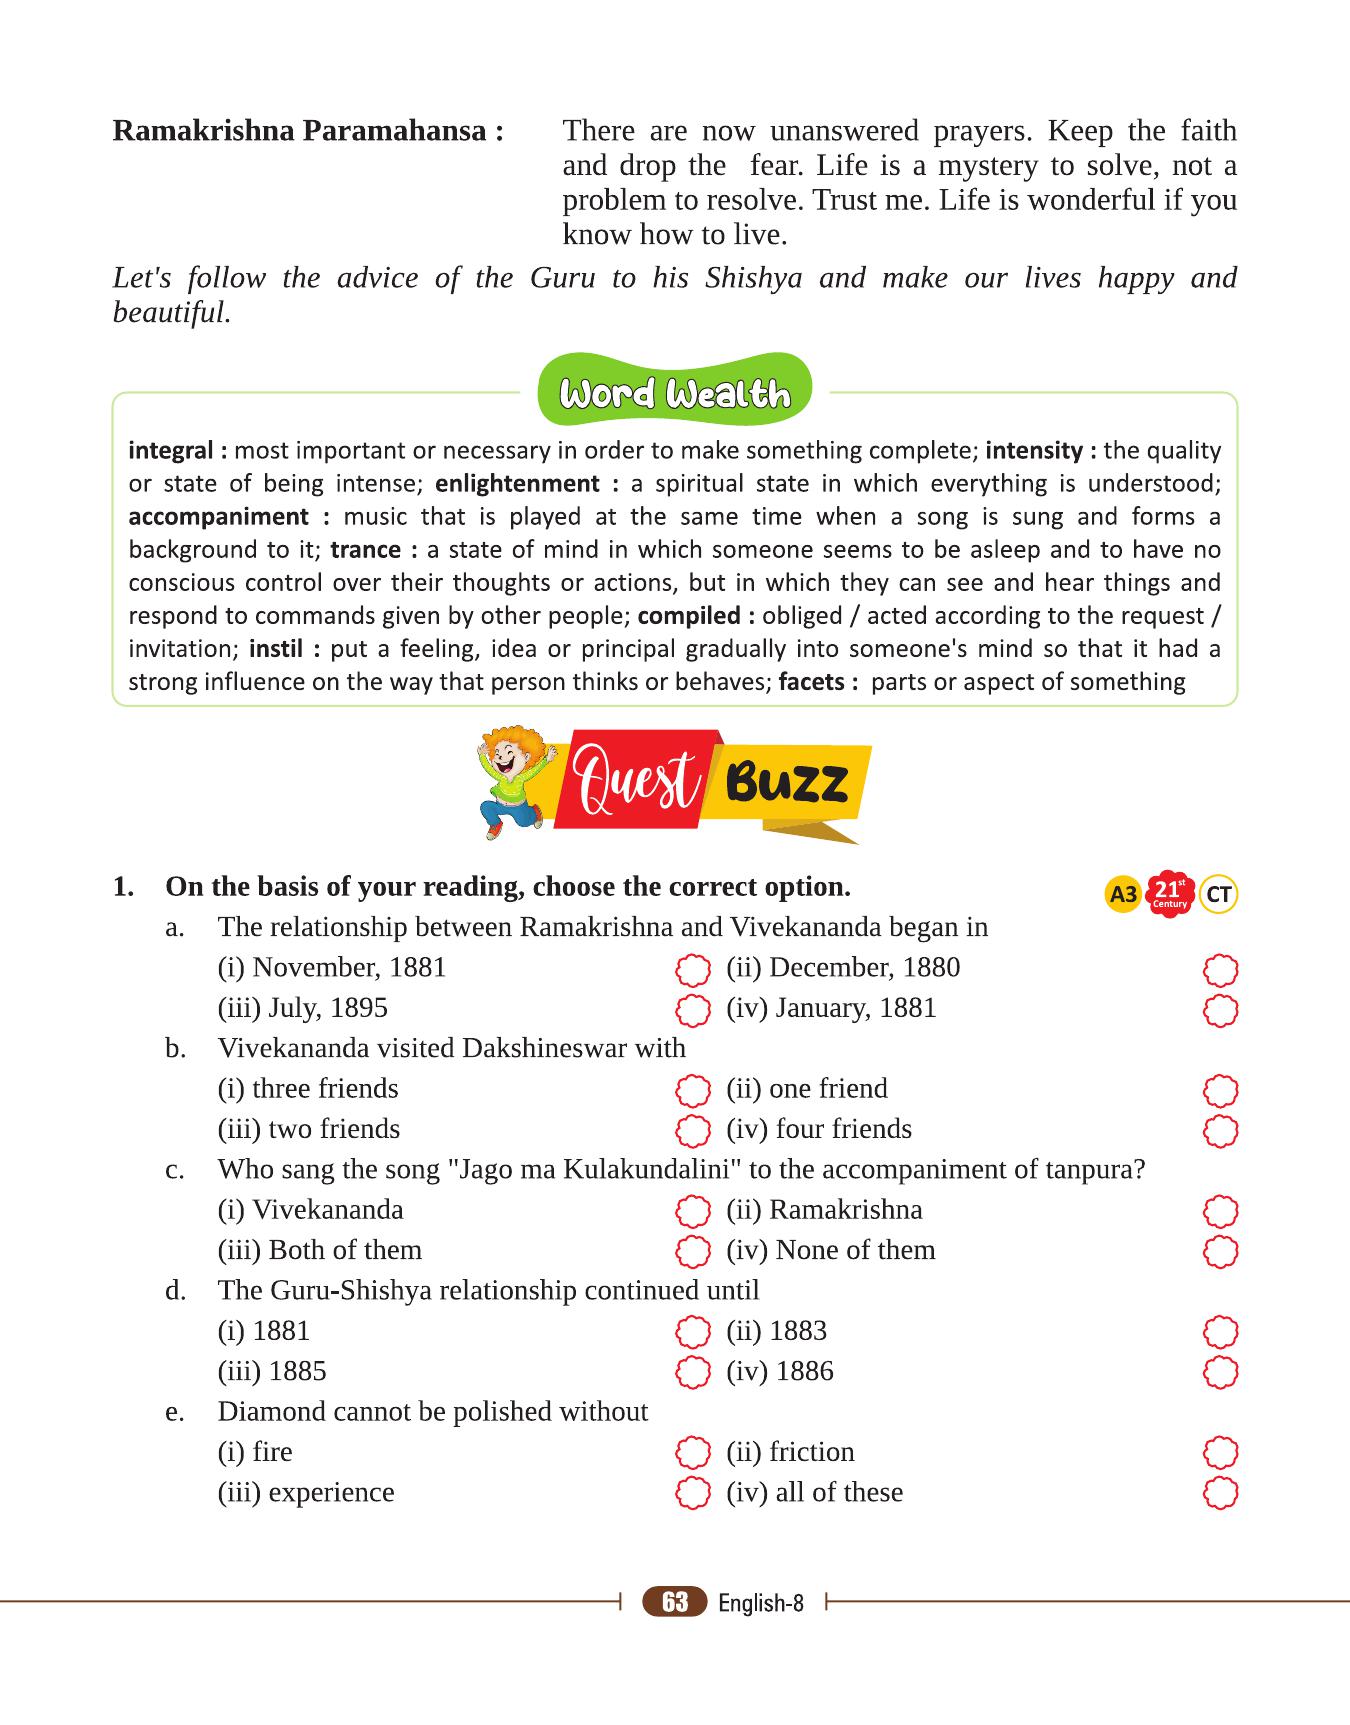 Ramakrishna Paramahansa : There are now unanswered prayers. Keep the faith
and drop the fear. Life is a mystery to solve, not a
problem to resolve. Trust me. Life is wonderful if you
know how to live.
Let's follow the advice of the Guru to his Shishya and make our lives happy and
beautiful.
Word Wealth
integral : most important or necessary in order to make something complete; intensity : the quality
or state of being intense; enlightenment : a spiritual state in which everything is understood;
accompaniment : music that is played at the same time when a song is sung and forms a
background to it; trance : a state of mind in which someone seems to be asleep and to have no
conscious control over their thoughts or actions, but in which they can see and hear things and
respond to commands given by other people; compiled : obliged / acted according to the request /
invitation; instil : put a feeling, idea or principal gradually into someone's mind so that it had a
strong influence on the way that person thinks or behaves; facets : parts or aspect of something
Quest Buzz
1. On the basis of your reading, choose the correct option. A3 21st Century CT
a. The relationship between Ramakrishna and Vivekananda began in
(i) November, 1881 (ii) December, 1880
(iii) July, 1895 (iv) January, 1881
b. Vivekananda visited Dakshineswar with
(i) three friends (ii) one friend
(iii) two friends (iv) four friends
c. Who sang the song "Jago ma Kulakundalini" to the accompaniment of tanpura?
(i) Vivekananda (ii) Ramakrishna
(iii) Both of them (iv) None of them
d. The Guru-Shishya relationship continued until
(i) 1881 (ii) 1883
(iii) 1885 (iv) 1886
e. Diamond cannot be polished without
(i) fire (ii) friction
(iii) experience (iv) all of these
63 English-8